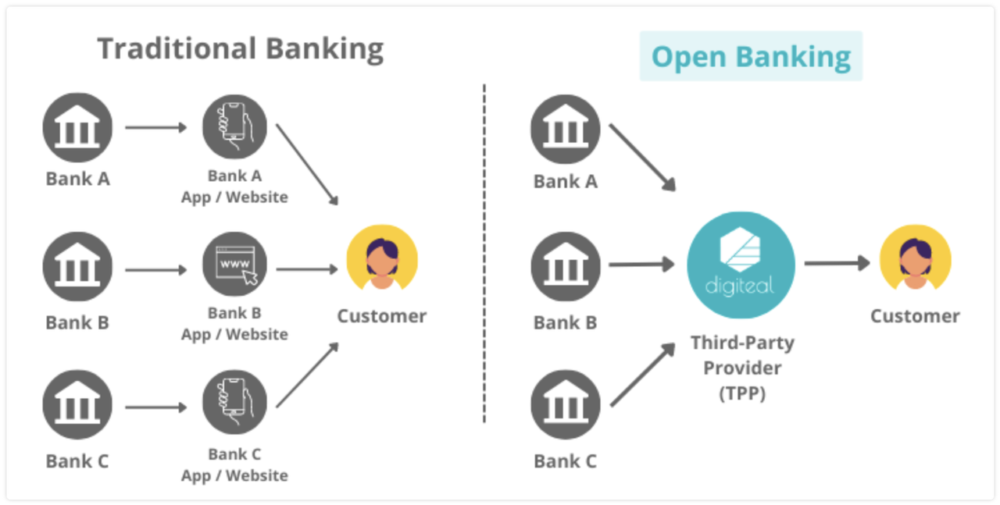 Traditional Banking
Bank A
Bank A
App / Website
Bank B
www
Bank B
App / Website
Customer
Bank C
Bank C
App / Website
Open Banking
Bank A
Bank B
Bank C
digiteal
Third-Party
Provider
(TPP)
Customer